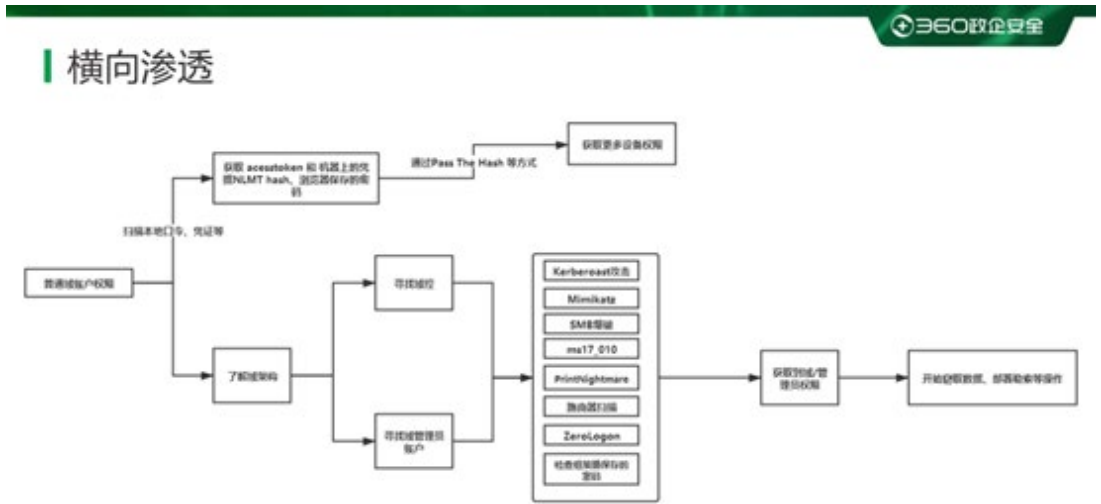 360政企安全
横向渗透
获取更多设备权限
获取 acesstoken 和 机器上的凭
据NLMT hash、浏览器保存的密
码
通过Pass The Hash 等方式
扫描本地口令、凭证等
普通域账户权限
寻找域控
了解域架构
寻找域管理员
账户
Kerberoast攻击
Mimikatz
SMB爆破
ms17_010
PrintNightmare
路由器扫描
ZeroLogon
检查组策略保存的
密码
获取到域/管
理员权限
开始窃取数据、部署勒索等操作